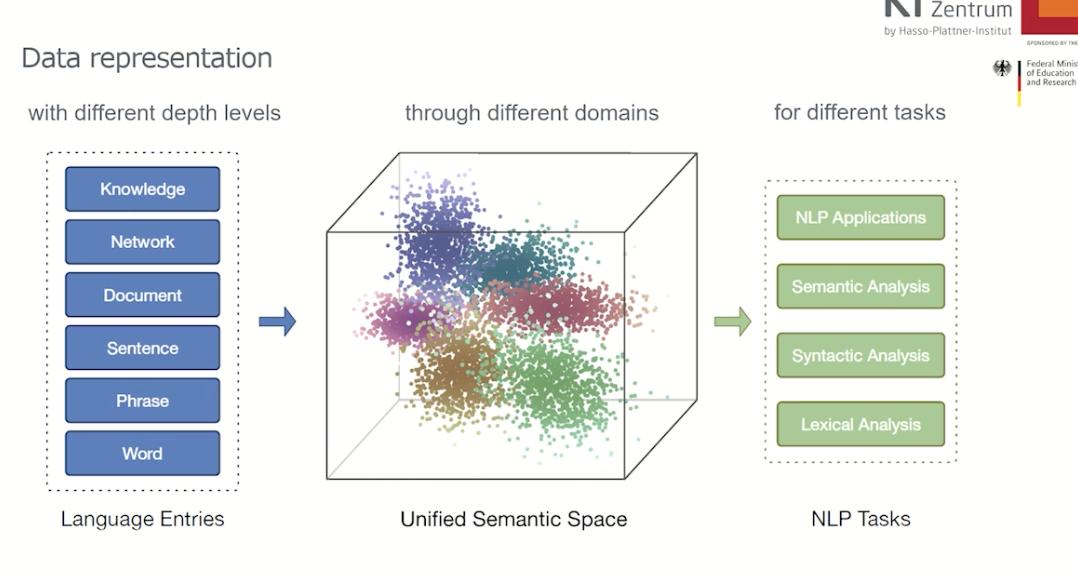 KI Zentrum
by Hasso-Plattner-Institut
SPONSORED BY THE
Federal
of Education
and Research
Data representation
with different depth levels
through different domains
for different tasks
Knowledge
Network
Document
Sentence
Phrase
Word
Language Entries
Unified Semantic Space
NLP Applications
Semantic Analysis
Syntactic Analysis
Lexical Analysis
NLP Tasks